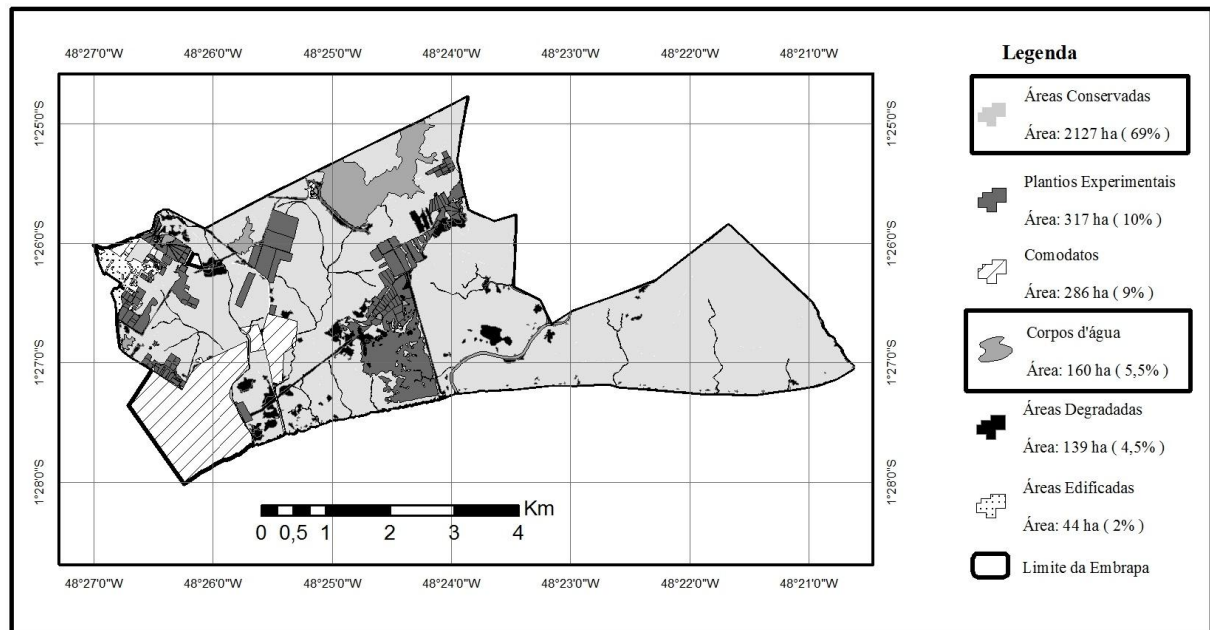 48°27'0"W 48°26'0"W 48°25'0"W 48°24'0"W 48°23'0"W 48°22'0"W 48°21'0"W
1°25'0"S 1°25'0"S
1°26'0"S 1°26'0"S
1°27'0"S 1°27'0"S
1°28'0"S 1°28'0"S
Km
0 0,5 1 2 3 4
48°27'0"W 48°26'0"W 48°25'0"W 48°24'0"W 48°23'0"W 48°22'0"W 48°21'0"W
Legenda
Áreas Conservadas
Área: 2127 ha ( 69% )
Plantios Experimentais
Área: 317 ha ( 10% )
Comodatos
Área: 286 ha ( 9% )
Corpos d'água
Área: 160 ha ( 5,5% )
Áreas Degradadas
Área: 139 ha ( 4,5% )
Áreas Edificadas
Área: 44 ha ( 2% )
Limite da Embrapa